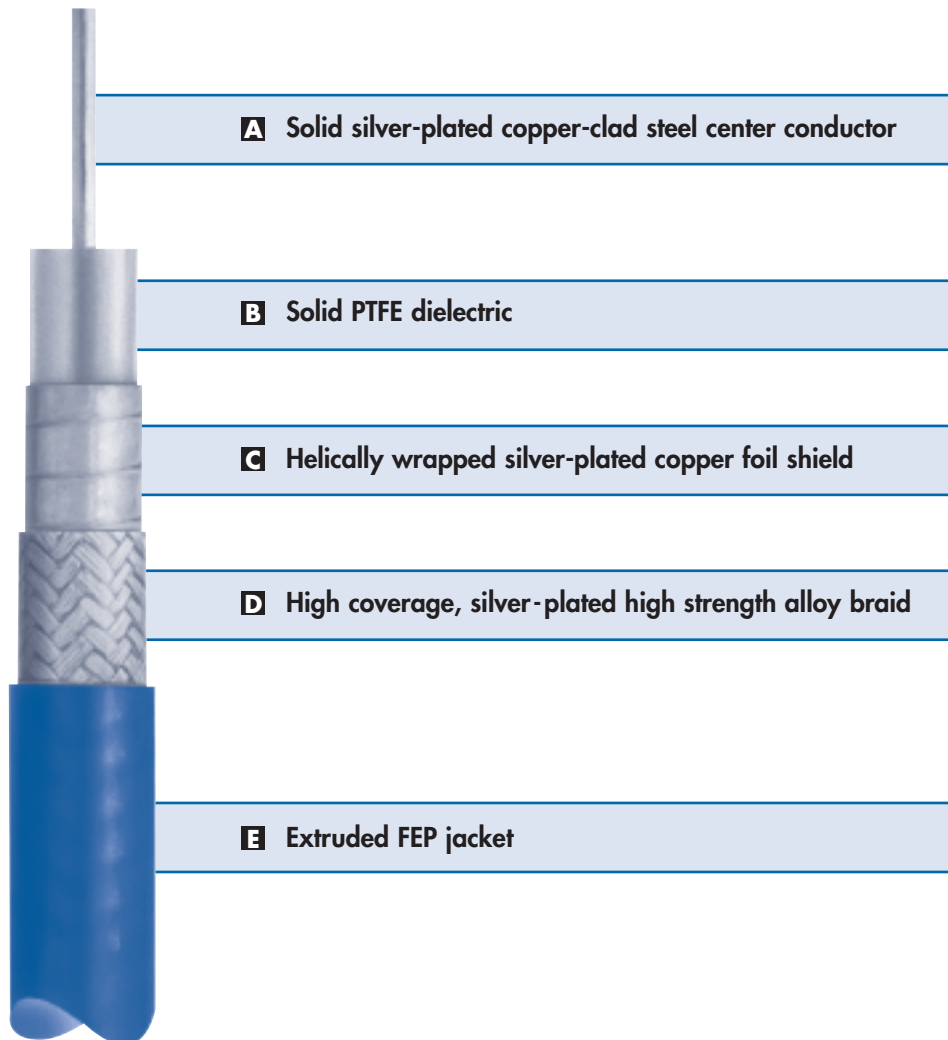 A Solid silver-plated copper-clad steel center conductor
B Solid PTFE dielectric
C Helically wrapped silver-plated copper foil shield
D High coverage, silver-plated high strength alloy braid
E Extruded FEP jacket